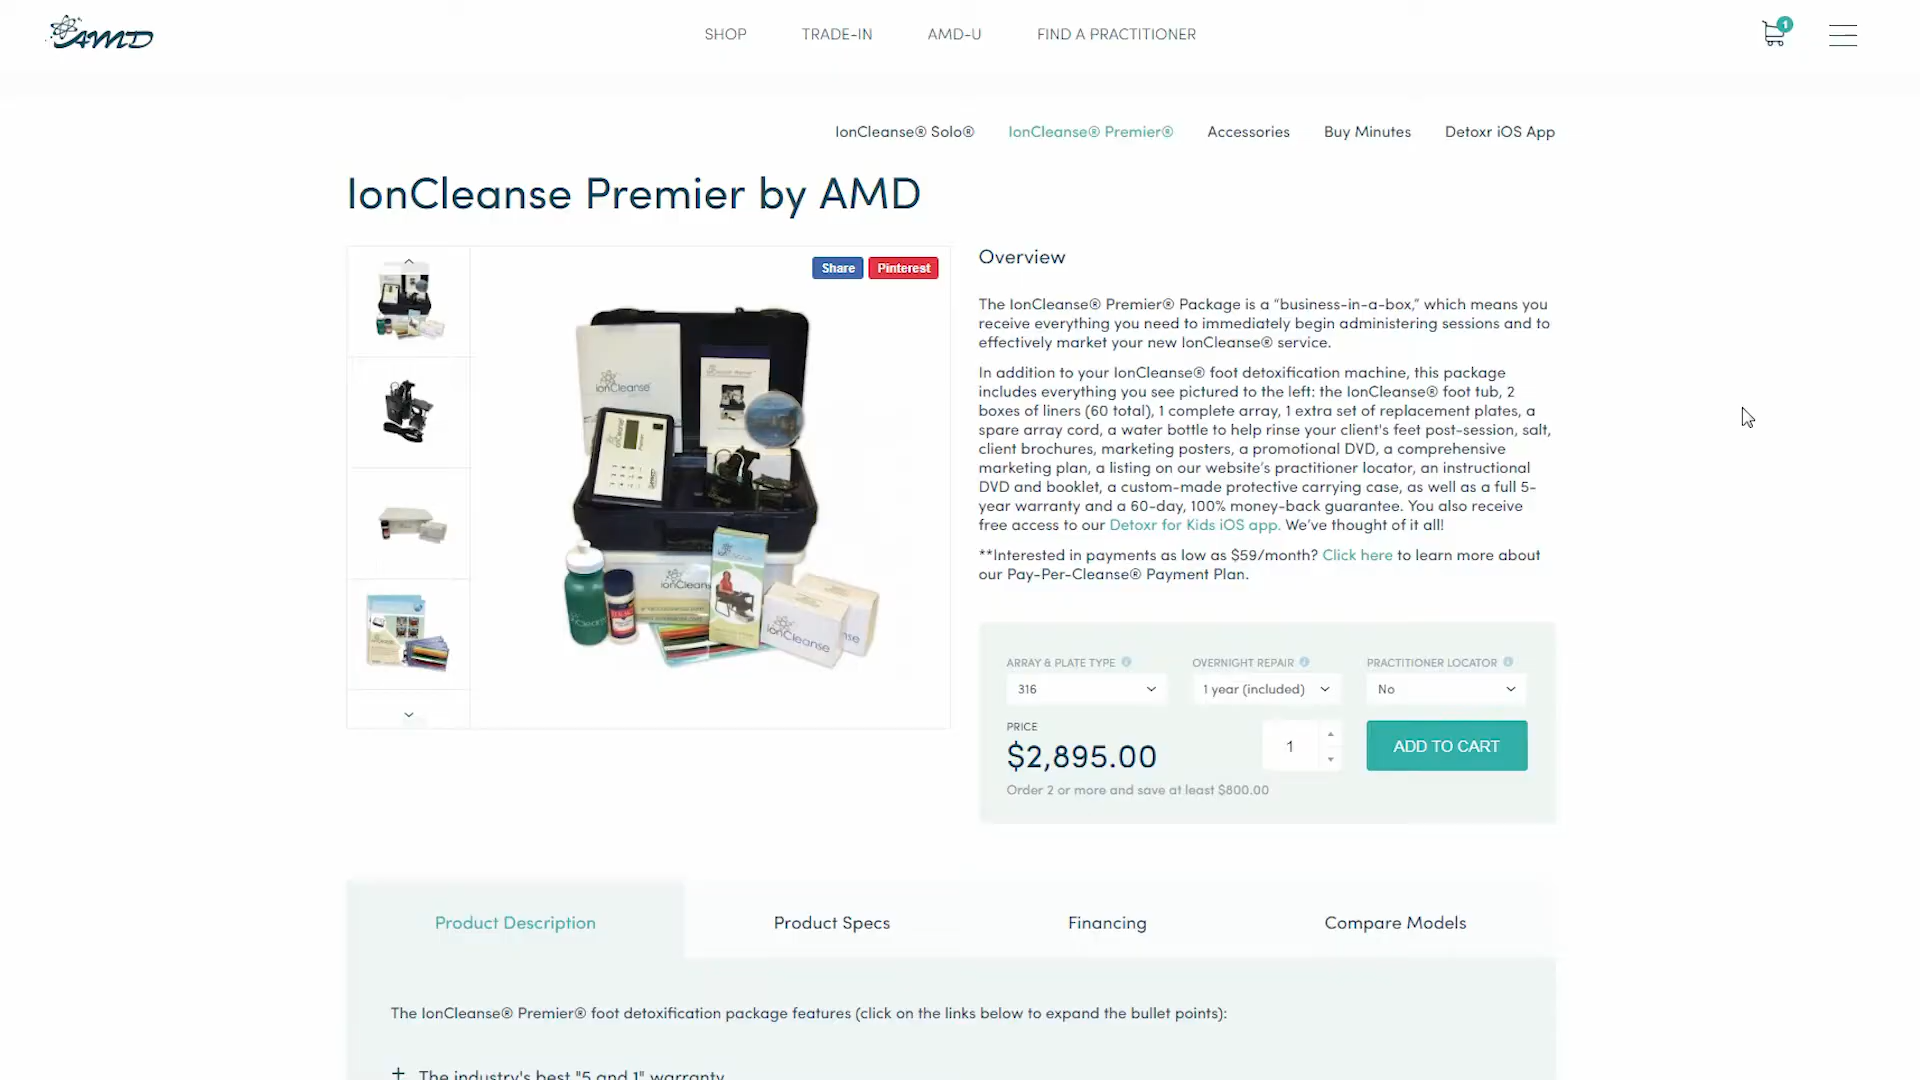 AMD
SHOP
TRADE-IN
AMD-U
FIND A PRACTITIONER
1
IonCleanse® Solo®
IonCleanse® Premier®
Accessories
Buy Minutes
Detoxr iOS App
IonCleanse Premier by AMD
Share
Pinterest
IonCleanse
IonCleanse
IonCleanse
Overview
The IonCleanse® Premier® Package is a “business-in-a-box,” which means you
receive everything you need to immediately begin administering sessions and to
effectively market your new IonCleanse® service.
In addition to your IonCleanse® foot detoxification machine, this package
includes everything you see pictured to the left: the IonCleanse® foot tub, 2
boxes of liners (60 total), 1 complete array, 1 extra set of replacement plates, a
spare array cord, a water bottle to help rinse your client's feet post-session, salt,
client brochures, marketing posters, a promotional DVD, a comprehensive
marketing plan, a listing on our website’s practitioner locator, an instructional
DVD and booklet, a custom-made protective carrying case, as well as a full 5-
year warranty and a 60-day, 100% money-back guarantee. You also receive
free access to our Detoxr for Kids iOS app. We’ve thought of it all!
**Interested in payments as low as $59/month? Click here to learn more about
our Pay-Per-Cleanse® Payment Plan.
ARRAY & PLATE TYPE
OVERNIGHT REPAIR
PRACTITIONER LOCATOR
316
1 year (included)
No
PRICE
$2,895.00
1
ADD TO CART
Order 2 or more and save at least $800.00
Product Description
Product Specs
Financing
Compare Models
The IonCleanse® Premier® foot detoxification package features (click on the links below to expand the bullet points):
+ The industry's best "5 and 1" warranty